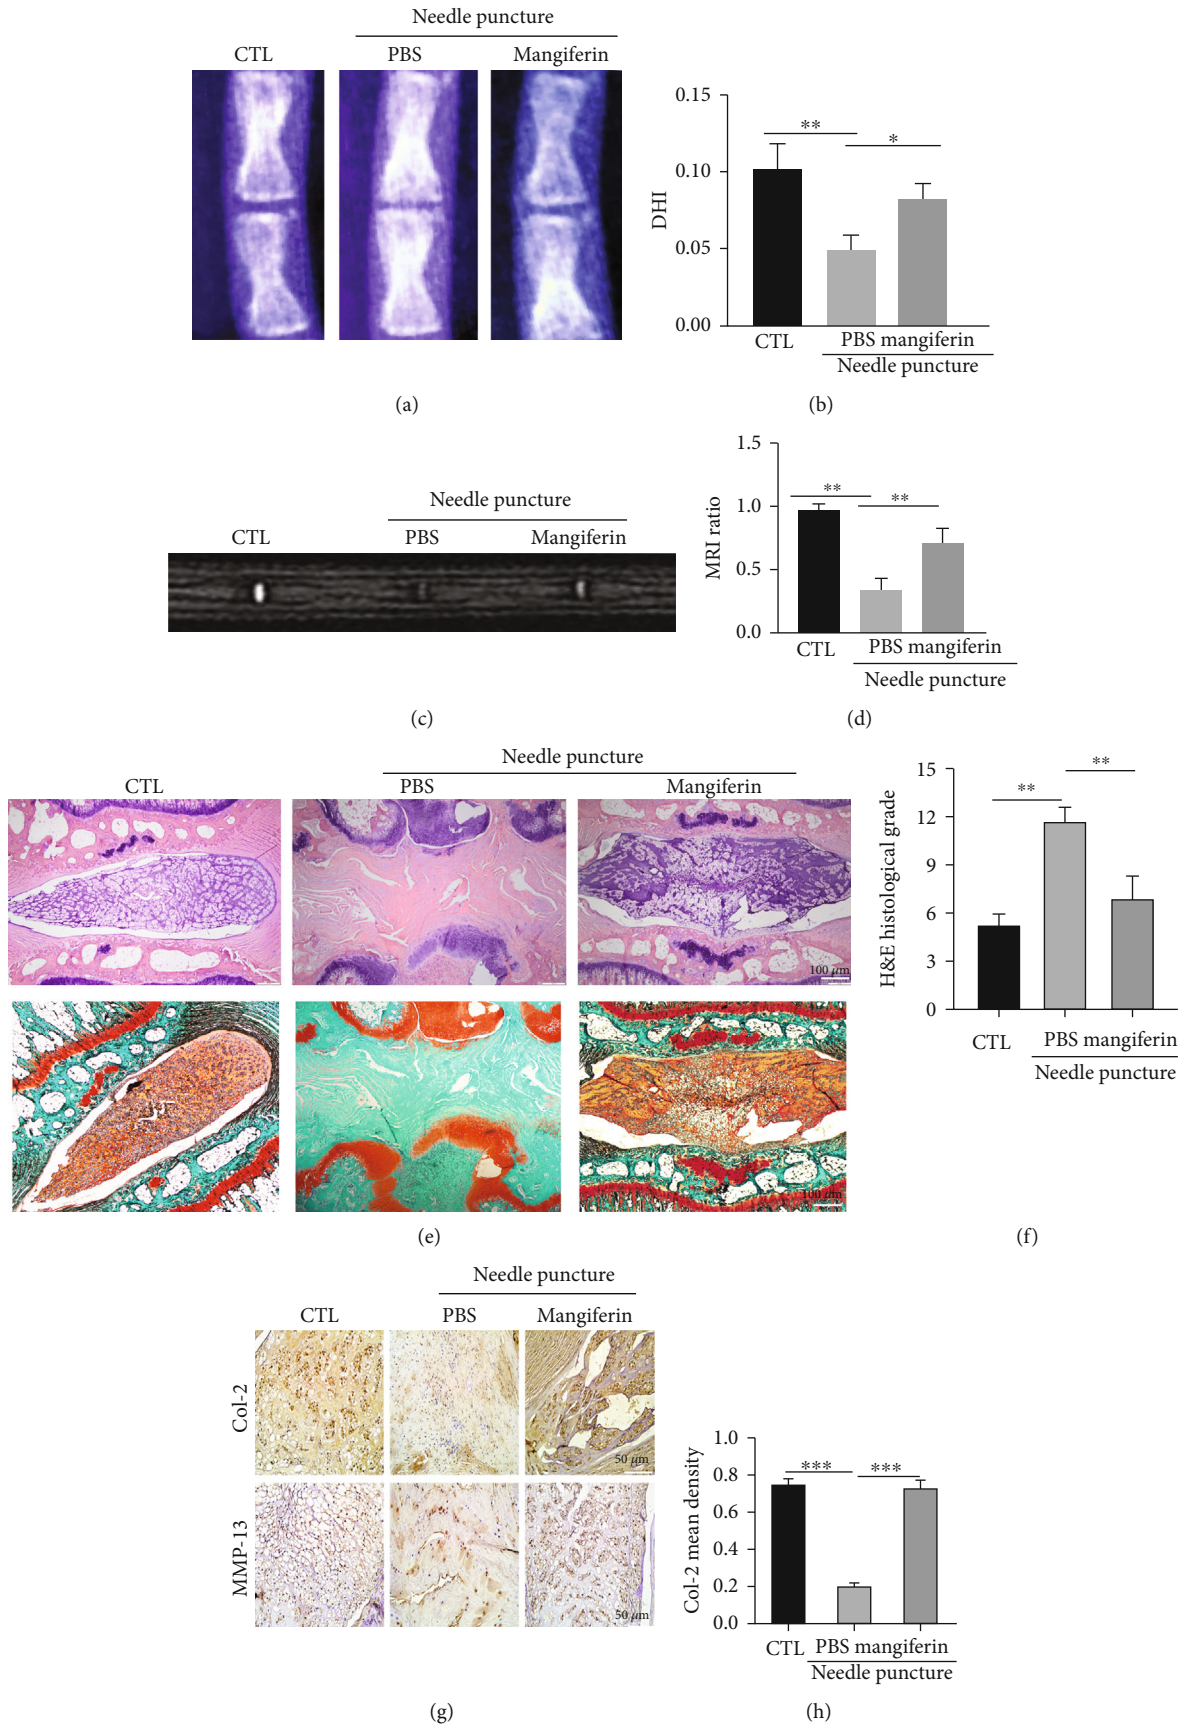 Needle puncture
CTL PBS Mangiferin
(a)
DHI
0.15
0.10
0.05
0.00
**
*
CTL
PBS mangiferin
Needle puncture
(b)
Needle puncture
CTL PBS Mangiferin
(c)
MRI ratio
1.5
1.0
0.5
0.0
** **
CTL
PBS mangiferin
Needle puncture
(d)
Needle puncture
CTL PBS Mangiferin
100 μm
100 μm
(e)
H&E histological grade
15
12
9
6
3
0
**
**
CTL
PBS mangiferin
Needle puncture
(f)
Needle puncture
CTL PBS Mangiferin
Col-2
50 μm
MMP-13
50 μm
(g)
Col-2 mean density
1.0
0.8
0.6
0.4
0.2
0.0
*** ***
CTL
PBS mangiferin
Needle puncture
(h)